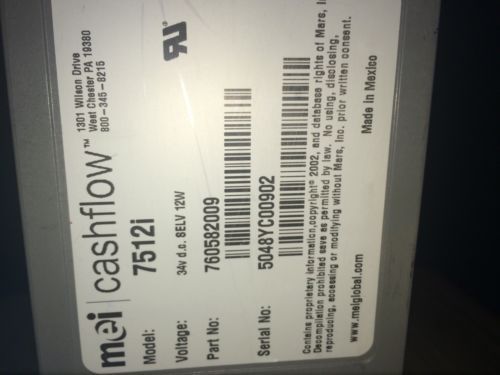 mei | cashflow™
1301 Wilson Drive
West Chester PA 19380
800-345-8215
Model: 7512i
Voltage: 34V d.c. SELV 12W
Part No: 760582009
Serial No: 5048YC00902
Contains proprietary information, copyright© 2002, and database rights of Mars,
Decompilation prohibited save as permitted by law. No using, disclosing,
reproducing, accessing or modifying without Mars, Inc. prior written consent.
www.meiglobal.com Made in Mexico